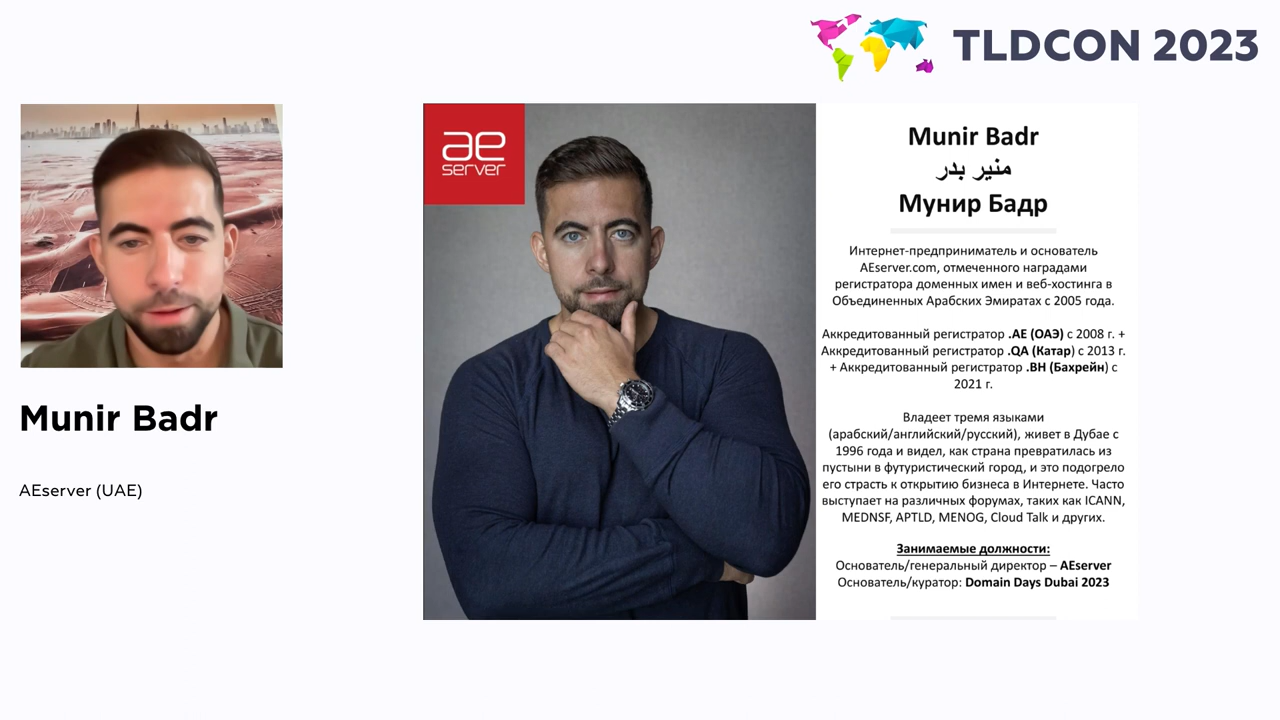 TLDCON 2023
Munir Badr
AEserver (UAE)
ae
server
Munir Badr
منير بدر
Мунир Бадр
Интернет-предприниматель и основатель
AEserver.com, отмеченного наградами
регистратора доменных имен и веб-хостинга в
Объединенных Арабских Эмиратах с 2005 года.
Аккредитованный регистратор .AE (ОАЭ) с 2008 г. +
Аккредитованный регистратор .QA (Катар) с 2013 г.
+ Аккредитованный регистратор .BH (Бахрейн) с
2021 г.
Владеет тремя языками
(арабский/английский/русский), живет в Дубае с
1996 года и видел, как страна превратилась из
пустыни в футуристический город, и это подогрело
его страсть к открытию бизнеса в Интернете. Часто
выступает на различных форумах, таких как ICANN,
MEDNSF, APTLD, MENOG, Cloud Talk и других.
Занимаемые должности:
Основатель/генеральный директор – AEserver
Основатель/куратор: Domain Days Dubai 2023